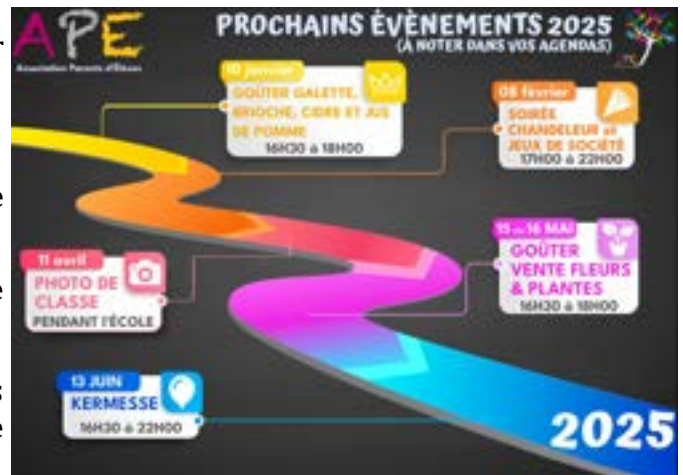 APE
Association Parents d'Élèves
PROCHAINS ÉVÈNEMENTS 2025
(À NOTER DANS VOS AGENDAS)
10 janvier
GOÛTER GALETTE,
BRIOCHE, CIDRE ET JUS
DE POMME
16H30 à 18H00
08 février
SOIRÉE
CHANDELEUR et
JEUX DE SOCIÉTÉ
17H00 à 22H00
11 avril
PHOTO DE
CLASSE
PENDANT l'ÉCOLE
15 16 MAI
GOÛTER
VENTE FLEURS
& PLANTES
16H30 à 18H00
13 JUIN
KERMESSE
16H30 à 22H00
2025